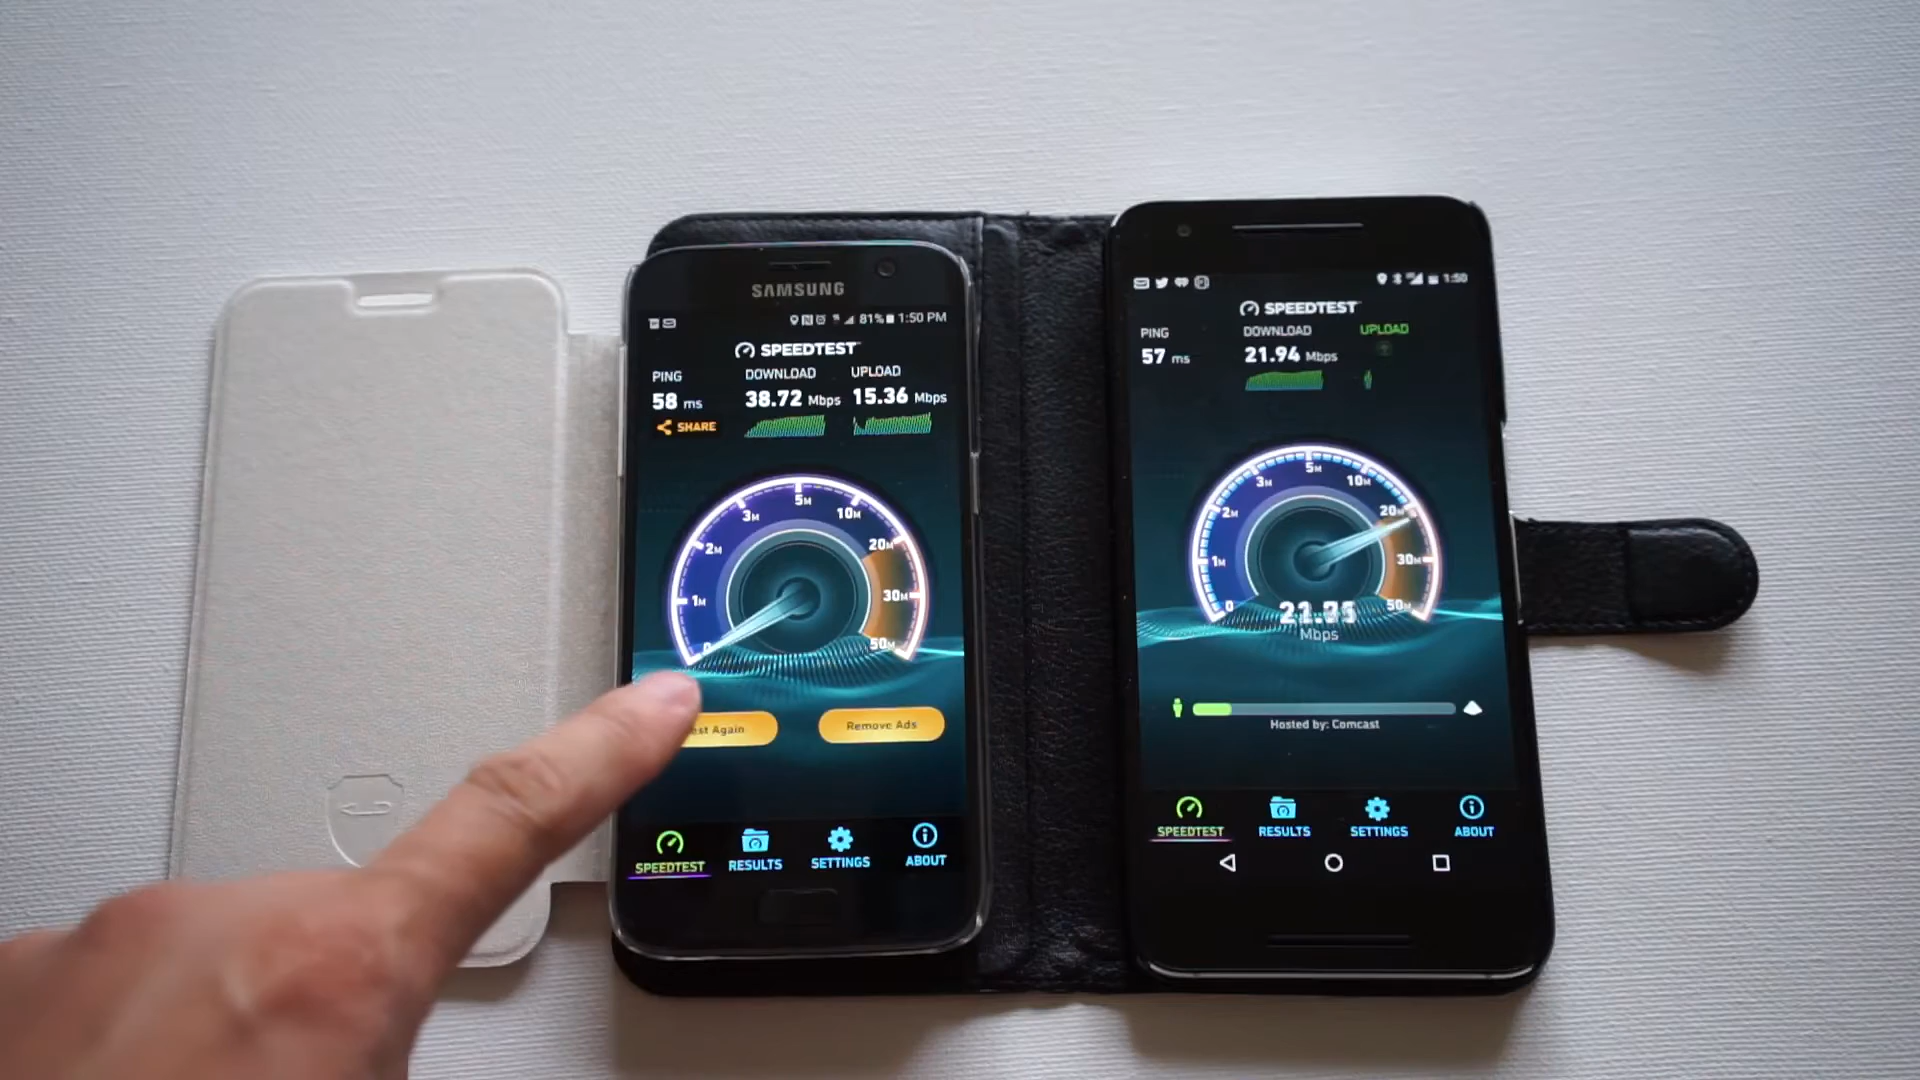 SAMSUNG
81% 1:50 PM
SPEEDTEST
PING DOWNLOAD UPLOAD
58 ms 38.72 Mbps 15.36 Mbps
SHARE
5M
3M 10M
2M 20M
1M 30M
0 50M
est Again Remove Ads
SPEEDTEST RESULTS SETTINGS ABOUT
1:50
SPEEDTEST
PING DOWNLOAD UPLOAD
57 ms 21.94 Mbps
5M
3M 10M
2M 20M
1M 30M
0 50M
Mbps
Hosted by: Comcast
SPEEDTEST RESULTS SETTINGS ABOUT